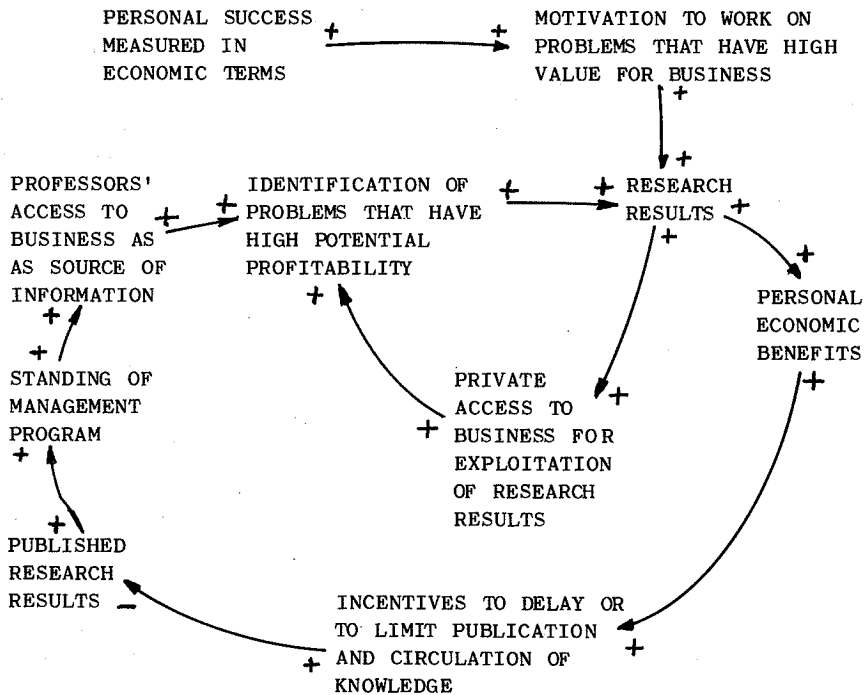 PERSONAL SUCCESS
MEASURED IN
ECONOMIC TERMS
+
+
MOTIVATION TO WORK ON
PROBLEMS THAT HAVE HIGH
VALUE FOR BUSINESS
+
+
PROFESSORS'
ACCESS TO
BUSINESS AS
AS SOURCE OF
INFORMATION
+
+
+
IDENTIFICATION OF
PROBLEMS THAT HAVE
HIGH POTENTIAL
PROFITABILITY
+
+
+
RESEARCH
RESULTS
+
+
+
PERSONAL
ECONOMIC
BENEFITS
+
+
STANDING OF
MANAGEMENT
PROGRAM
+
PRIVATE
ACCESS TO
BUSINESS FOR
EXPLOITATION
OF RESEARCH
RESULTS
+
+
+
PUBLISHED
RESEARCH
RESULTS
−
INCENTIVES TO DELAY OR
TO LIMIT PUBLICATION
AND CIRCULATION OF
KNOWLEDGE
+
+